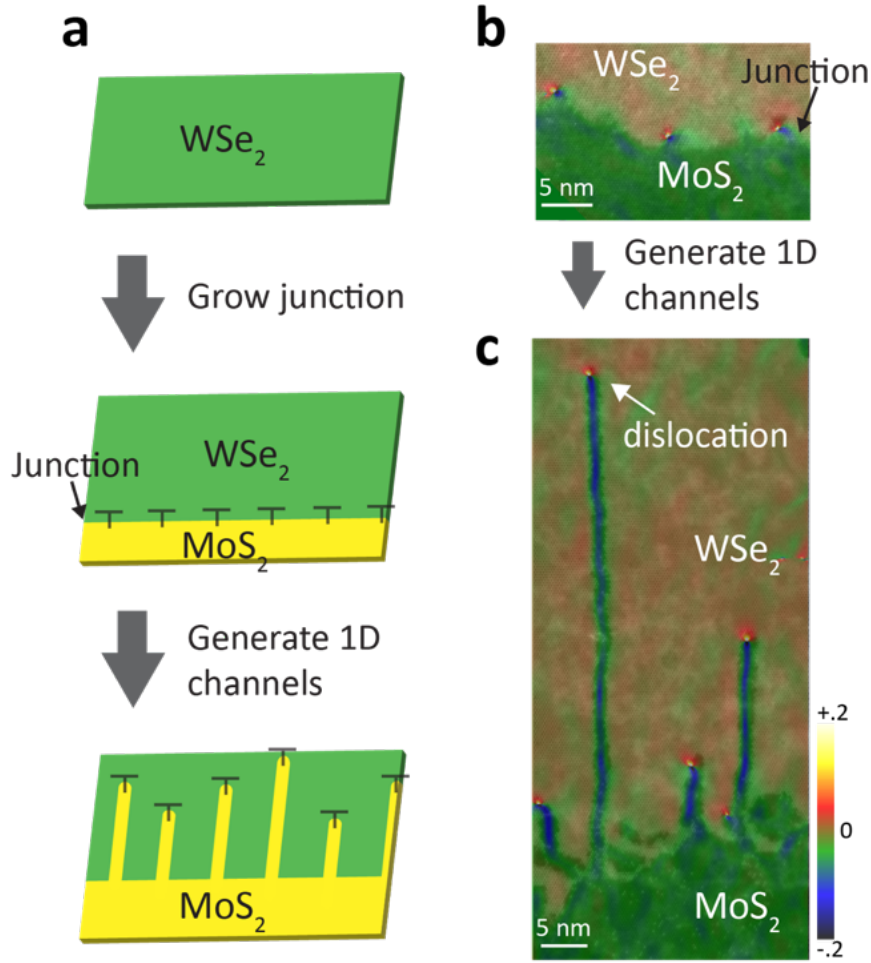 a
WSe₂
Grow junction
WSe₂
Junction
MoS₂
Generate 1D
channels
MoS₂
b
WSe₂
Junction
MoS₂
5 nm
Generate 1D
channels
c
dislocation
WSe₂
MoS₂
5 nm
+.2
0
-.2